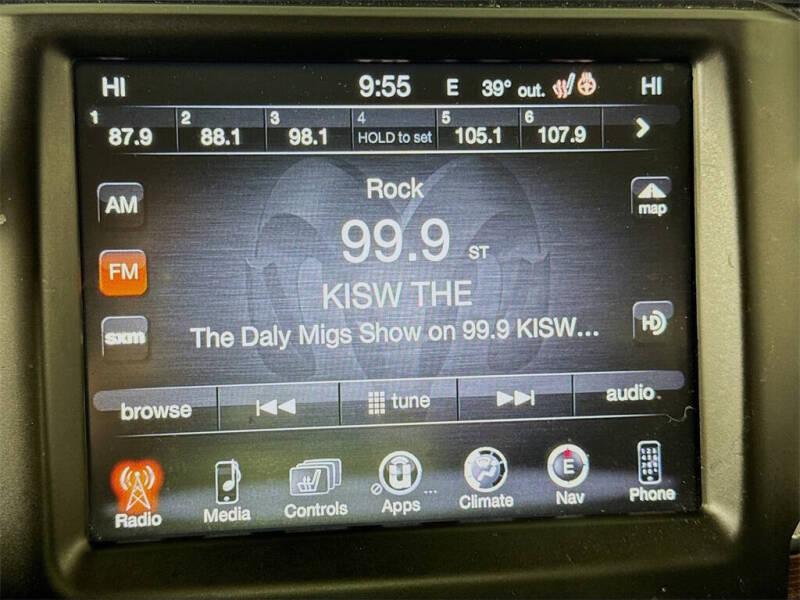 HI 9:55 E 39° out. HI
1 87.9 2 88.1 3 98.1 4 HOLD to set 5 105.1 6 107.9
Rock
AM
map
99.9 ST
FM
KISW THE
HD
sxm
The Daly Migs Show on 99.9 KISW...
browse tune audio
E
Radio Media Controls Apps ... Climate Nav Phone